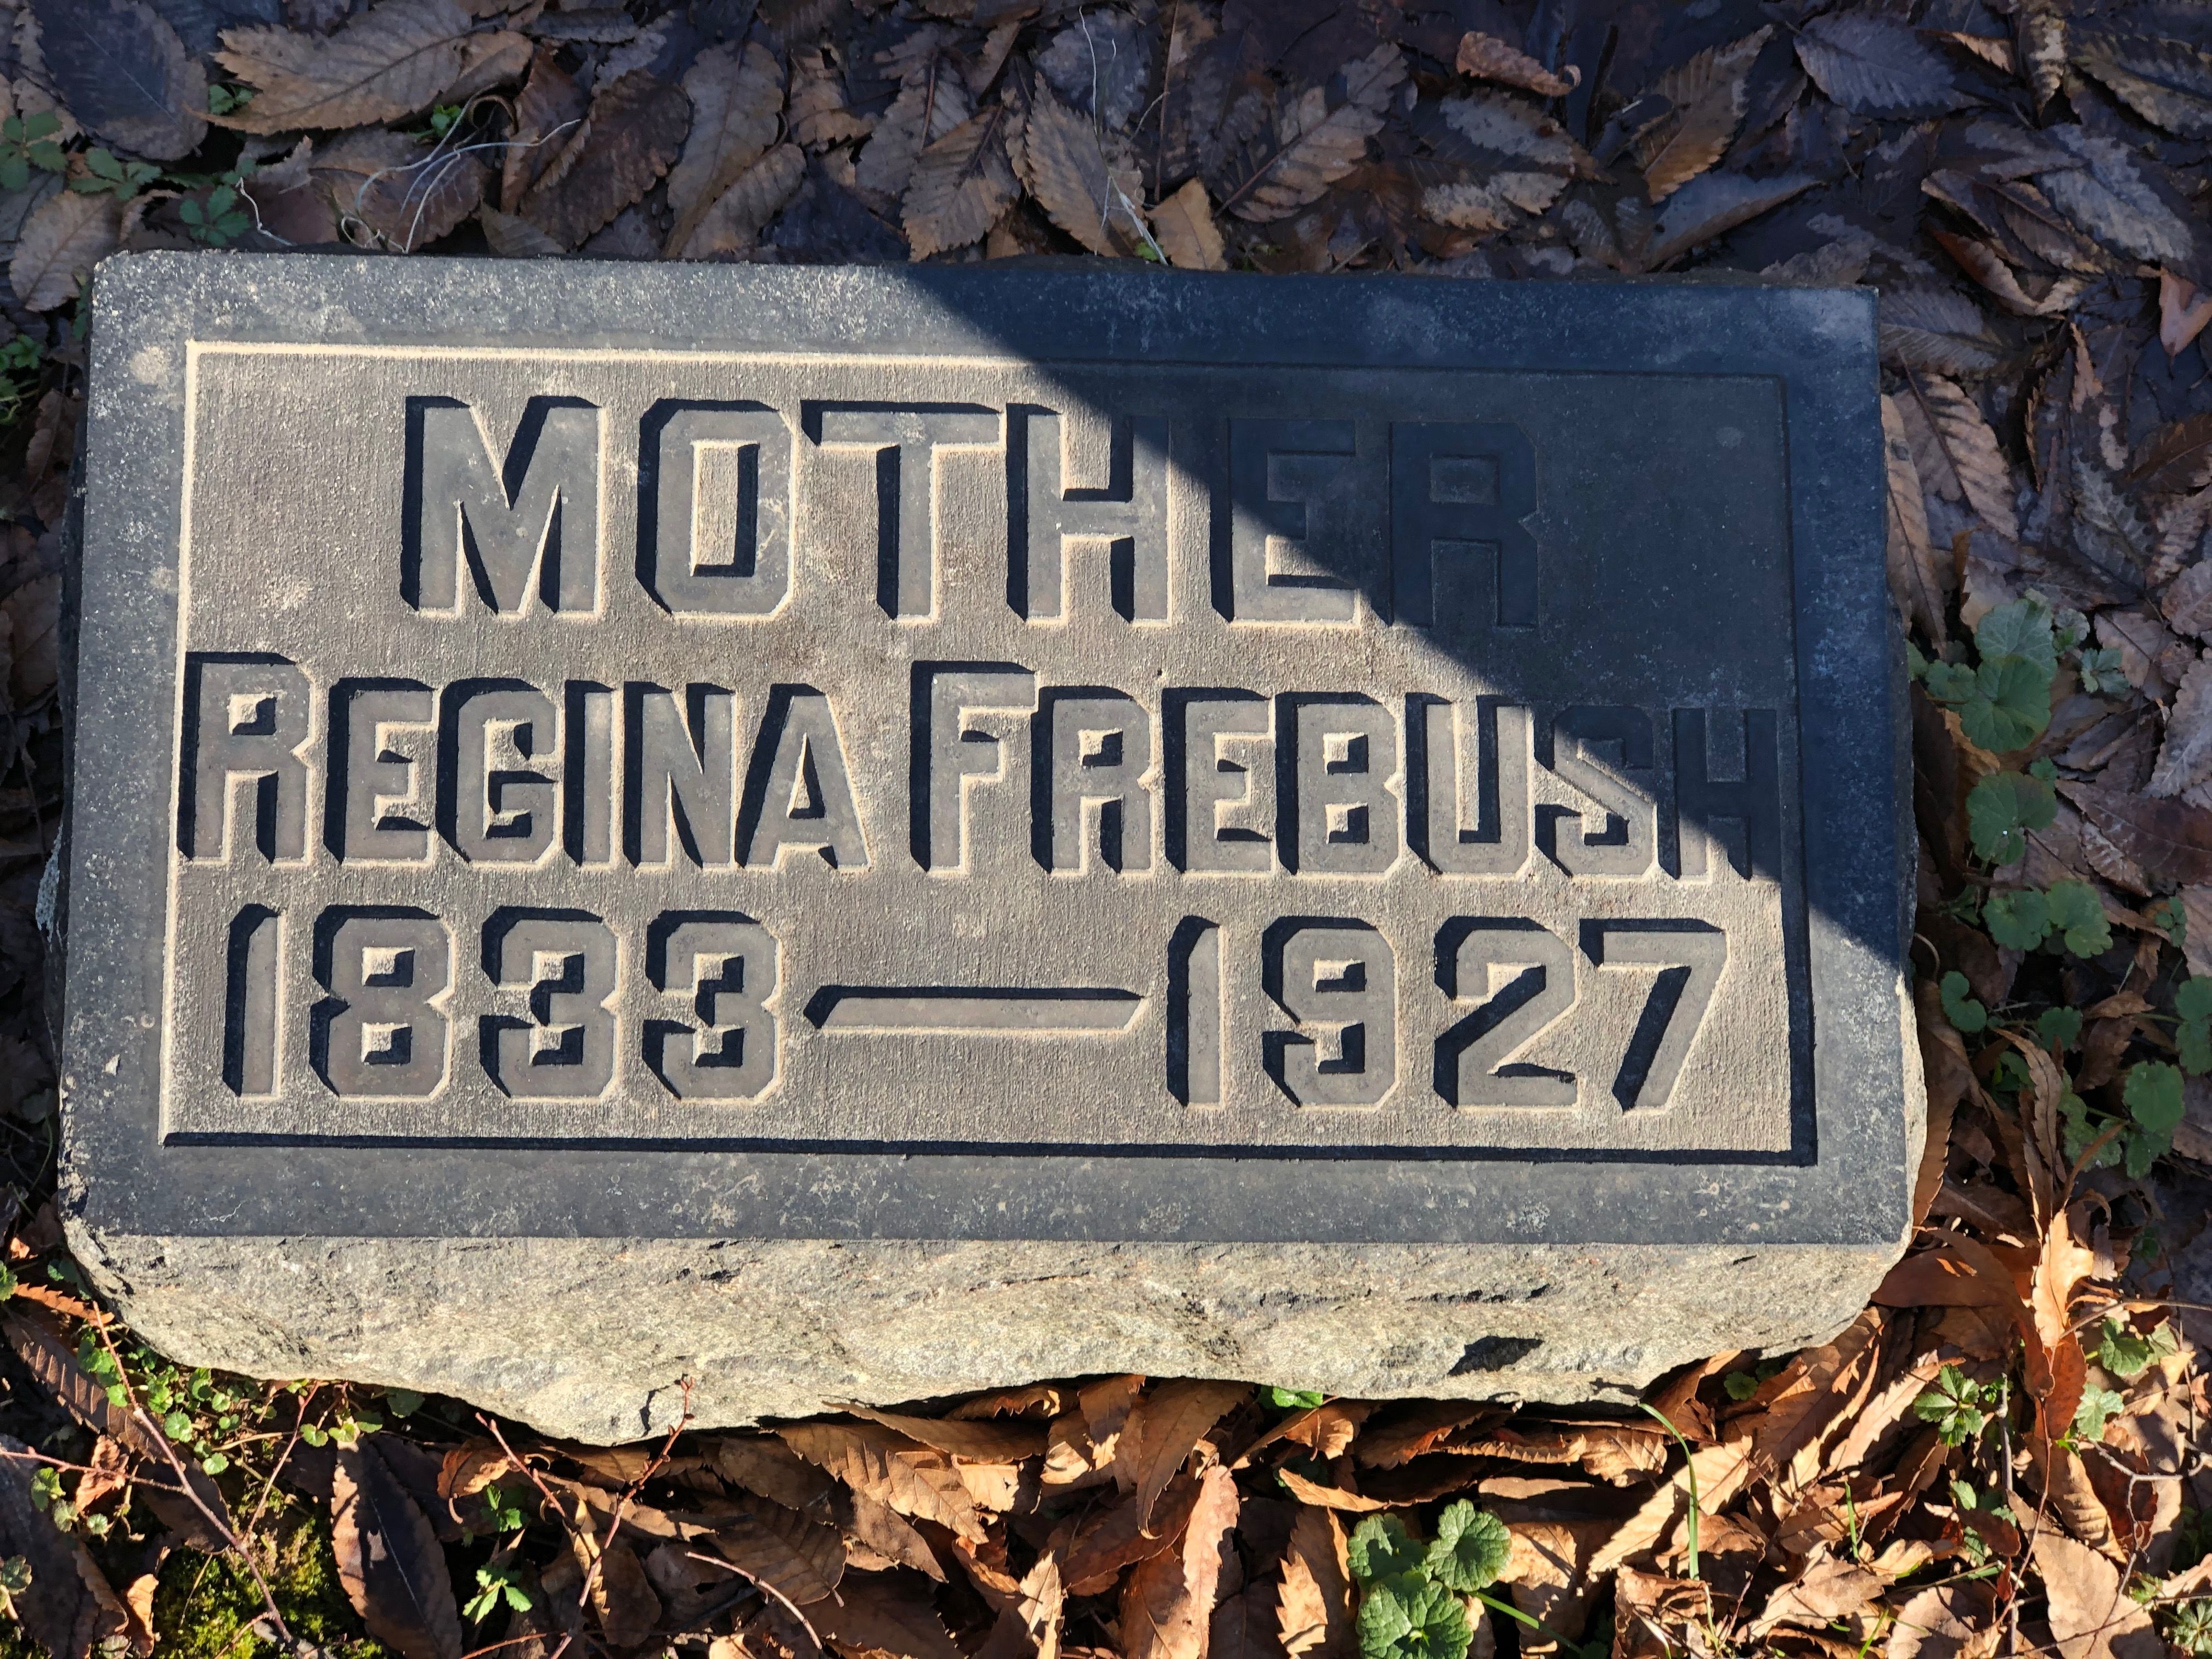 MOTHER
REGINA FREBUSH
1833—1927